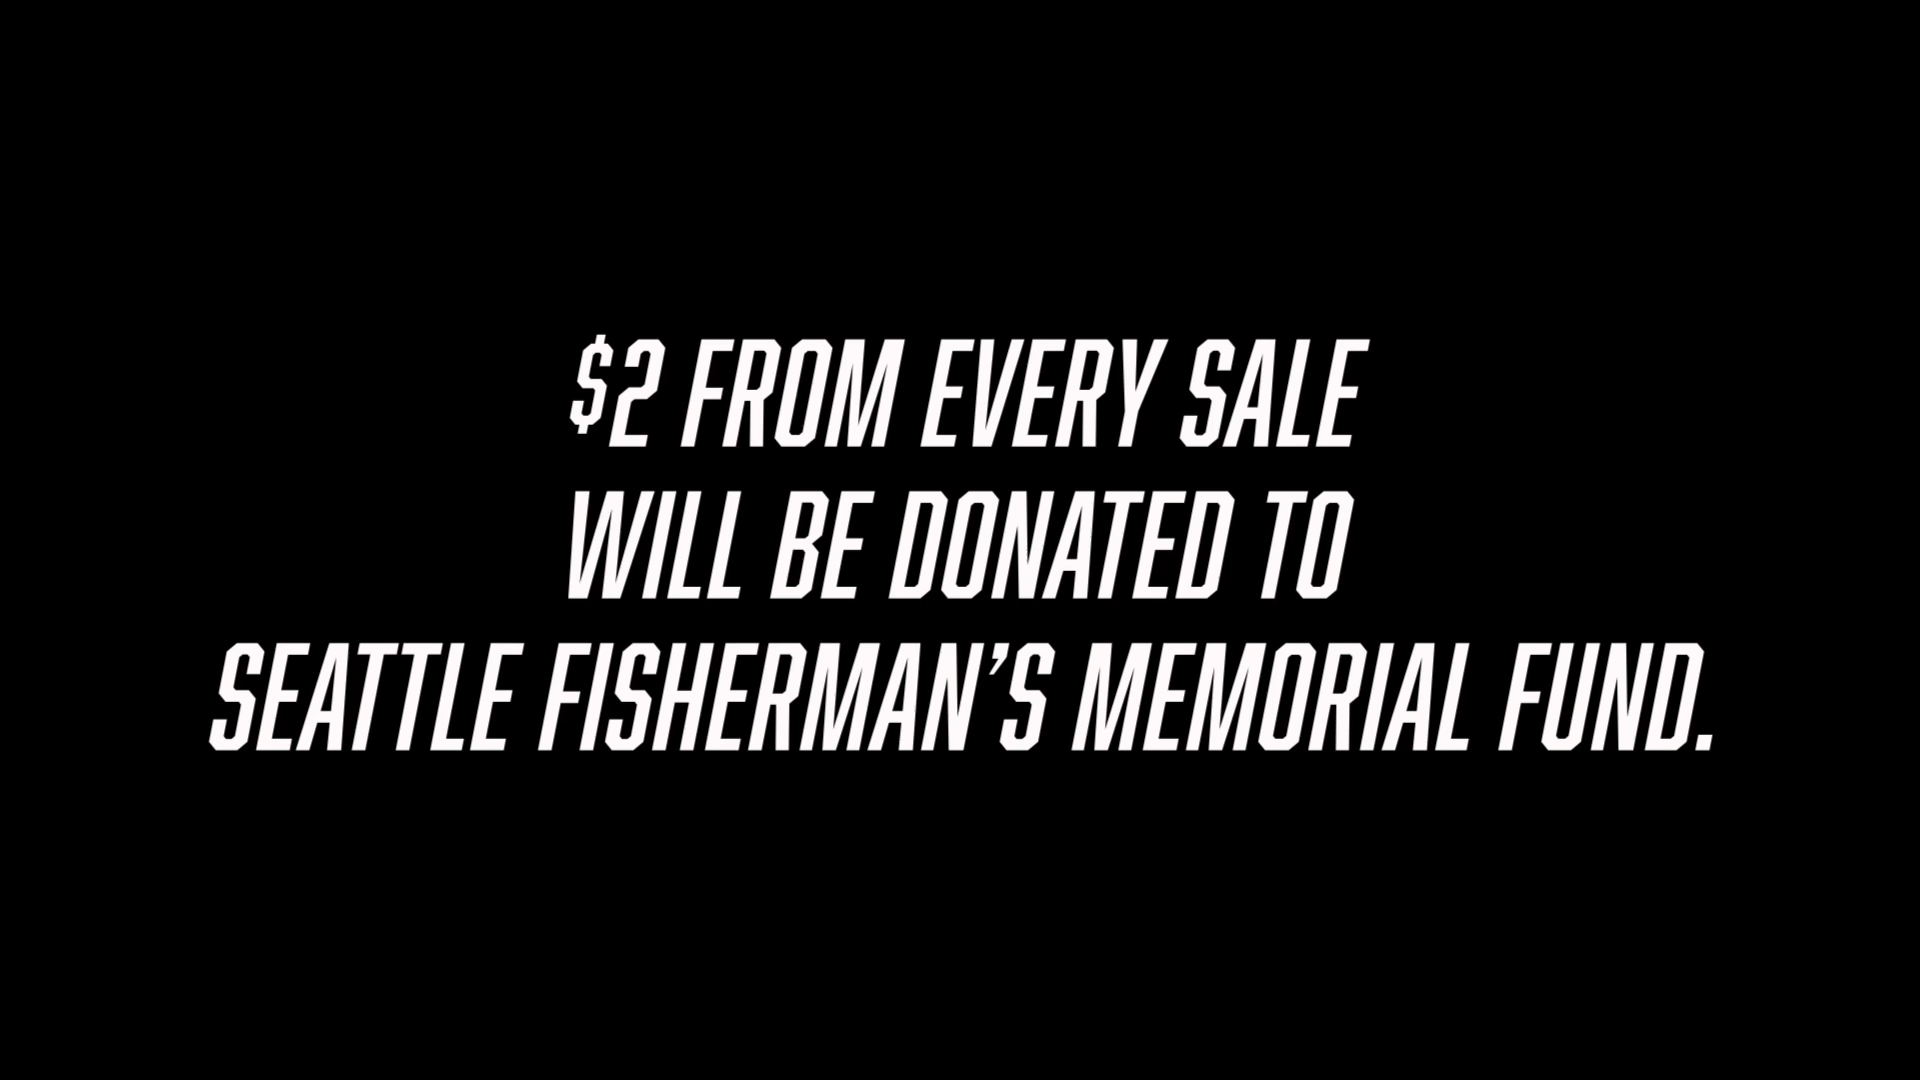 $2 FROM EVERY SALE
WILL BE DONATED TO
SEATTLE FISHERMAN’S MEMORIAL FUND.